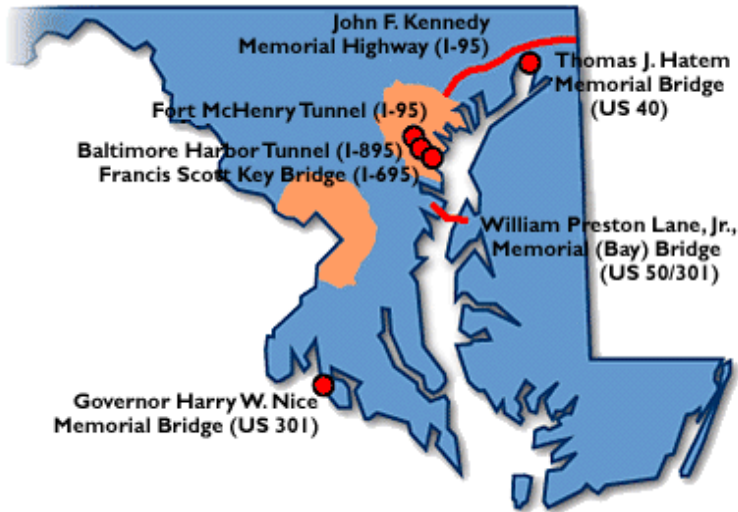 John F. Kennedy
Memorial Highway (I-95)
Thomas J. Hatem
Memorial Bridge
(US 40)
Fort McHenry Tunnel (I-95)
Baltimore Harbor Tunnel (I-895)
Francis Scott Key Bridge (I-695)
William Preston Lane, Jr.,
Memorial (Bay) Bridge
(US 50/301)
Governor Harry W. Nice
Memorial Bridge (US 301)